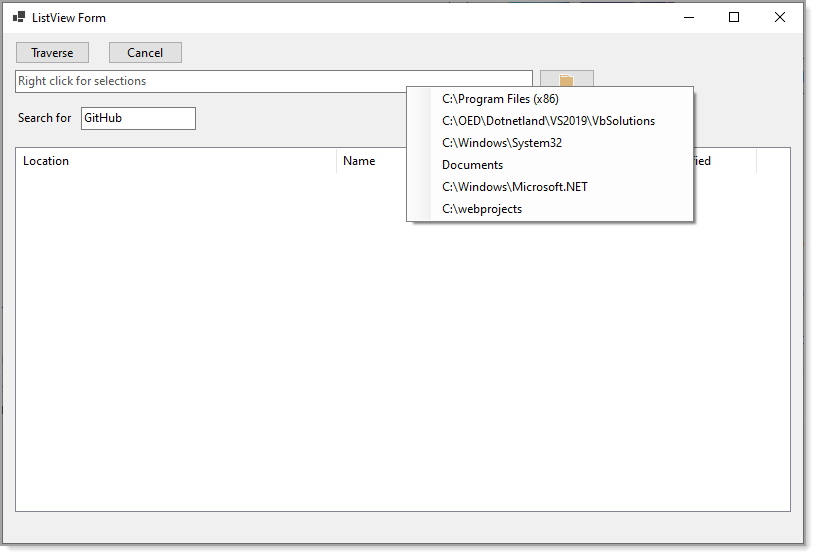 ListView Form
Traverse Cancel
Right click for selections
C:\Program Files (x86)
Search for GitHub
C:\OED\Dotnetland\VS2019\VbSolutions
C:\Windows\System32
Documents
C:\Windows\Microsoft.NET
C:\webprojects
Location Name